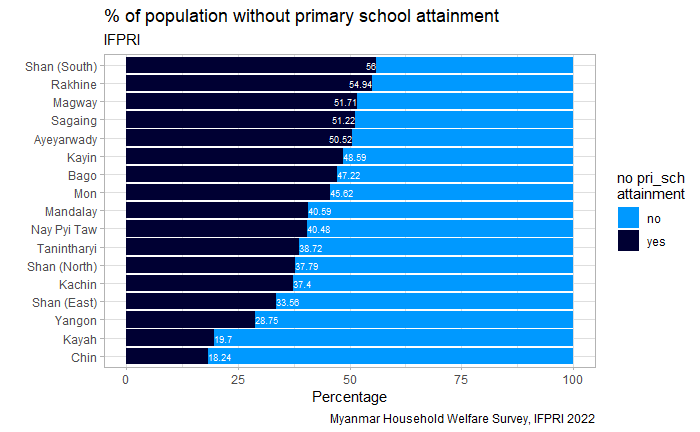 % of population without primary school attainment
IFPRI
Shan (South) 56
Rakhine 54.94
Magway 51.71
Sagaing 51.22
Ayeyarwady 50.52
Kayin 48.59
Bago 47.22
Mon 45.62
Mandalay 40.59
Nay Pyi Taw 40.48
Tanintharyi 38.72
Shan (North) 37.79
Kachin 37.4
Shan (East) 33.56
Yangon 28.75
Kayah 19.7
Chin 18.24
0 25 50 75 100
Percentage
Myanmar Household Welfare Survey, IFPRI 2022
no pri_sch
attainment
no
yes